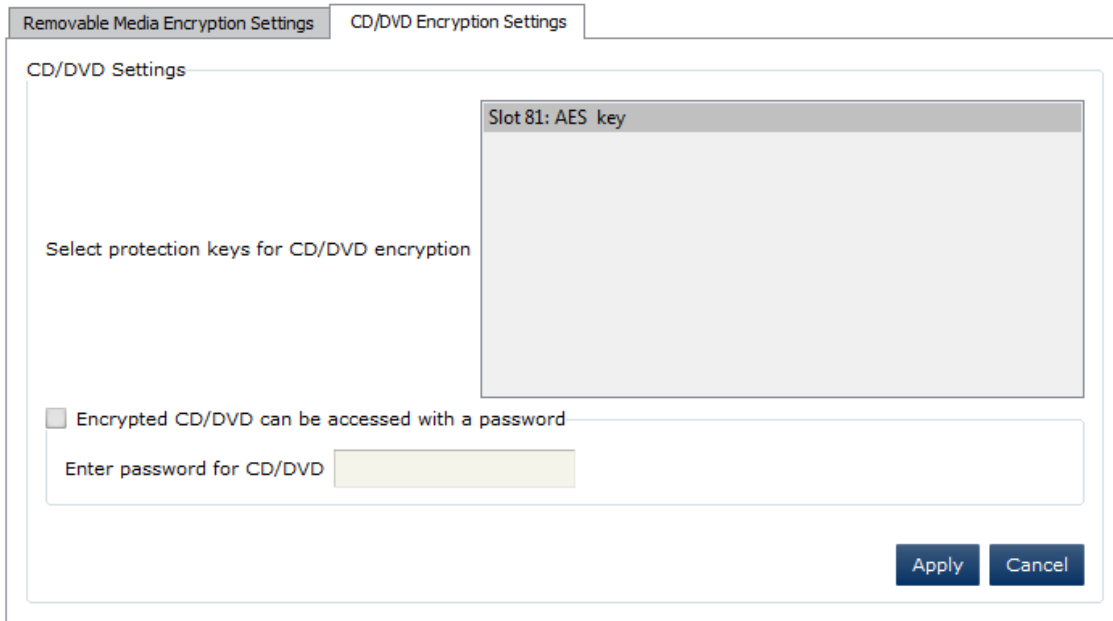 Removable Media Encryption Settings
CD/DVD Encryption Settings
CD/DVD Settings
Slot 81: AES  key
Select protection keys for CD/DVD encryption
Encrypted CD/DVD can be accessed with a password
Enter password for CD/DVD
Apply
Cancel